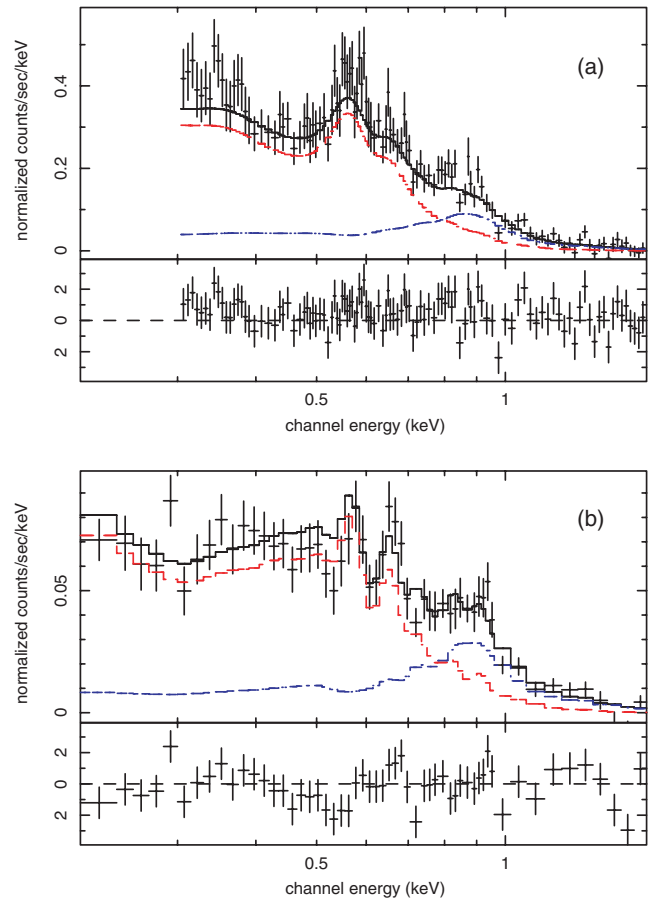 (a)
normalized counts/sec/keV
0.4
0.2
0
2
0
2
0.5
1
channel energy (keV)
(b)
normalized counts/sec/keV
0.05
0
2
0
2
0.5
1
channel energy (keV)